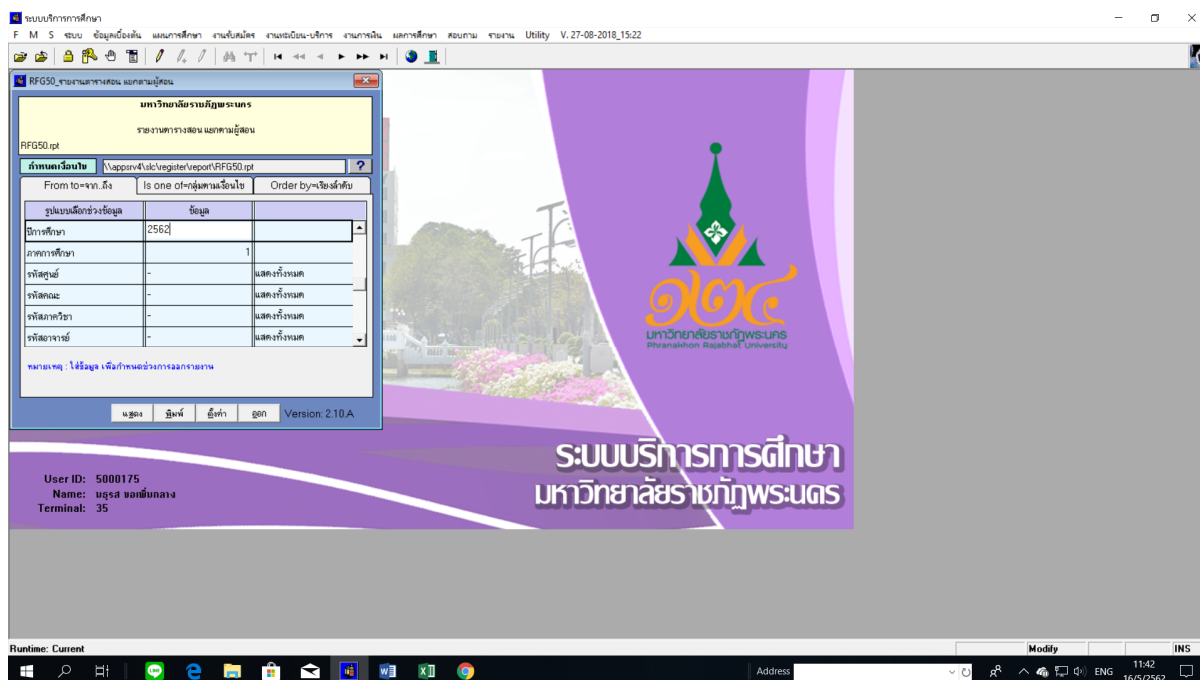 ระบบบริการการศึกษา
F M S ระบบ ข้อมูลเบื้องต้น แผนการศึกษา งานรับสมัคร งานทะเบียน-บริการ งานการเงิน ผลการศึกษา สอบถาม รายงาน Utility V. 27-08-2018_15:22
RFG50_รายงานตารางสอน แยกตามผู้สอน
มหาวิทยาลัยราชภัฏพระนคร
รายงานตารางสอน แยกตามผู้สอน
RFG50.rpt
กำหนดเงื่อนไข \\appsrv4\slc\register\report\RFG50.rpt ?
From to=จาก..ถึง Is one of=กลุ่มตามเงื่อนไข Order by=เรียงลำดับ
รูปแบบเลือกช่วงข้อมูล ข้อมูล
ปีการศึกษา 2562
ภาคการศึกษา 1
รหัสศูนย์ - แสดงทั้งหมด
รหัสคณะ - แสดงทั้งหมด
รหัสภาควิชา - แสดงทั้งหมด
รหัสอาจารย์ - แสดงทั้งหมด
หมายเหตุ : ใส่ข้อมูล เพื่อกำหนดช่วงการออกรายงาน
แสดง พิมพ์ ตั้งค่า ออก Version: 2.10.A
๑๒๔
มหาวิทยาลัยราชภัฏพระนคร
Phranakhon Rajabhat University
ระบบบริการการศึกษา
มหาวิทยาลัยราชภัฏพระนคร
User ID: 5000175
Name: มธุรส ขอเพิ่มกลาง
Terminal: 35
Runtime: Current Modify INS
LINE
Address ENG 11:42
16/5/2562